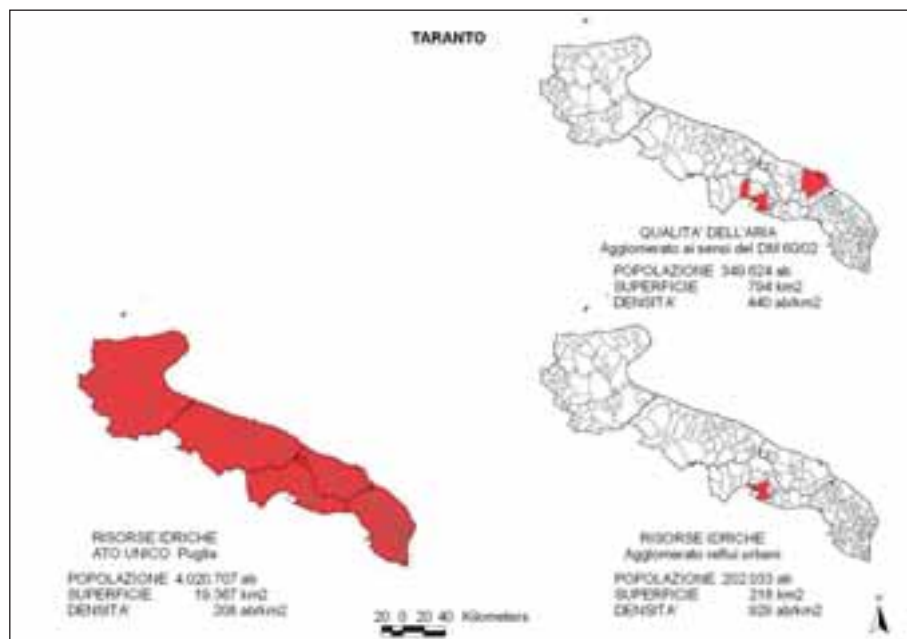 TARANTO
QUALITA' DELL'ARIA
Agglomerato ai sensi del DM 60/02
POPOLAZIONE 349.624 ab
SUPERFICIE 794 km2
DENSITA' 440 ab/km2
RISORSE IDRICHE
ATO UNICO Puglia
POPOLAZIONE 4.020.707 ab
SUPERFICIE 19.367 km2
DENSITA' 208 ab/km2
RISORSE IDRICHE
Agglomerato reflui urbani
POPOLAZIONE 202.033 ab
SUPERFICIE 218 km2
DENSITA' 928 ab/km2
20 0 20 40 Kilometers